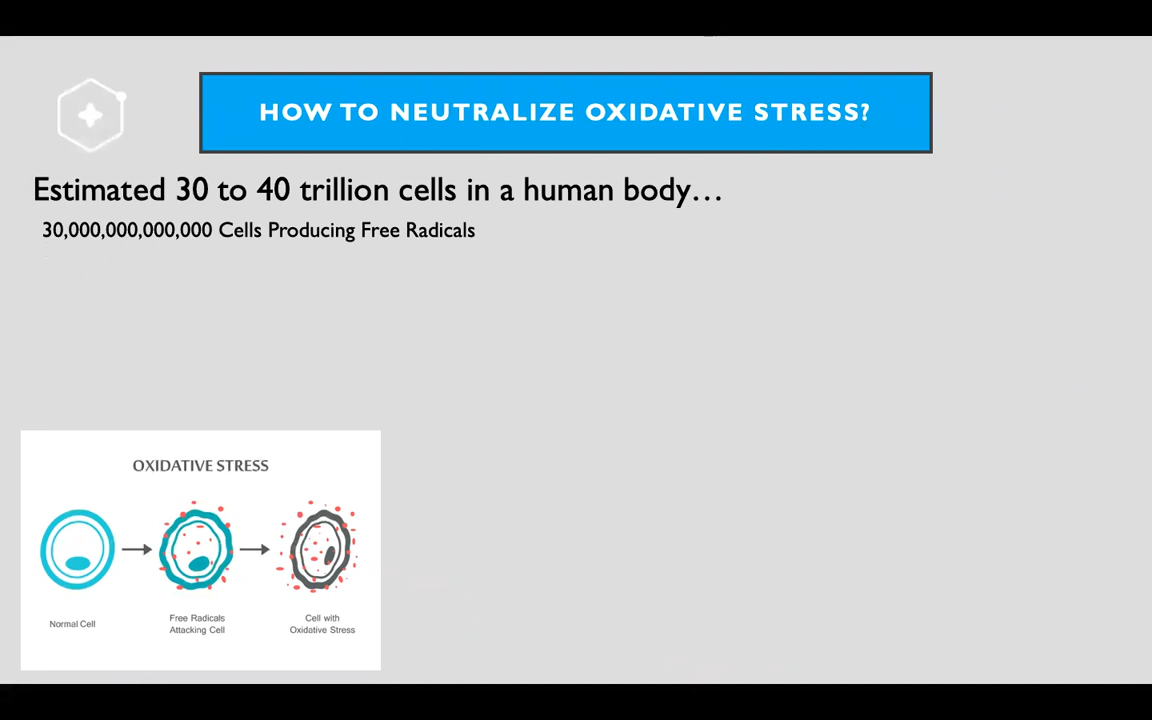 HOW TO NEUTRALIZE OXIDATIVE STRESS?
Estimated 30 to 40 trillion cells in a human body…
30,000,000,000,000 Cells Producing Free Radicals
OXIDATIVE STRESS
Normal Cell
Free Radicals
Attacking Cell
Cell with
Oxidative Stress